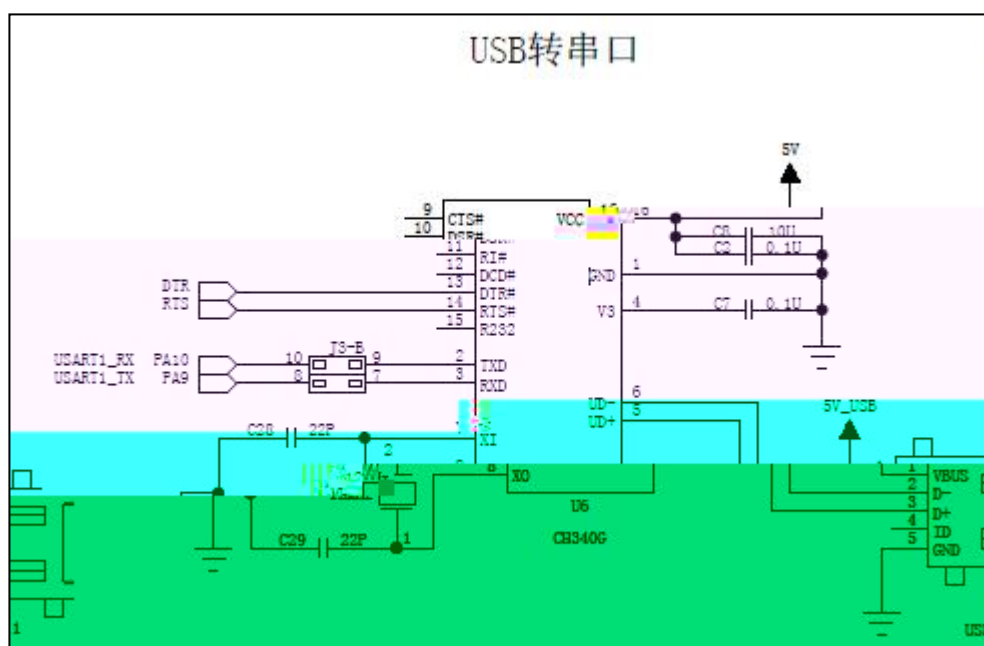 USB转串口
5V
9 CTS# VCC
10
C8 10U
11
C2 0.1U
12 RI#
13 DCD# GND 1
DTR DTR#
RTS 14 RTS# V3 4 C7 0.1U
15 R232
J3-B
USART1_RX PA10 10 9 2 TXD
USART1_TX PA9 8 7 3 RXD
UD- 6
UD+ 5 5V_USB
C28 22P XI
2
XO 1 VBUS
2 D-
U6 3 D+
4 ID
C29 22P 1 CH340G 5 GND
1